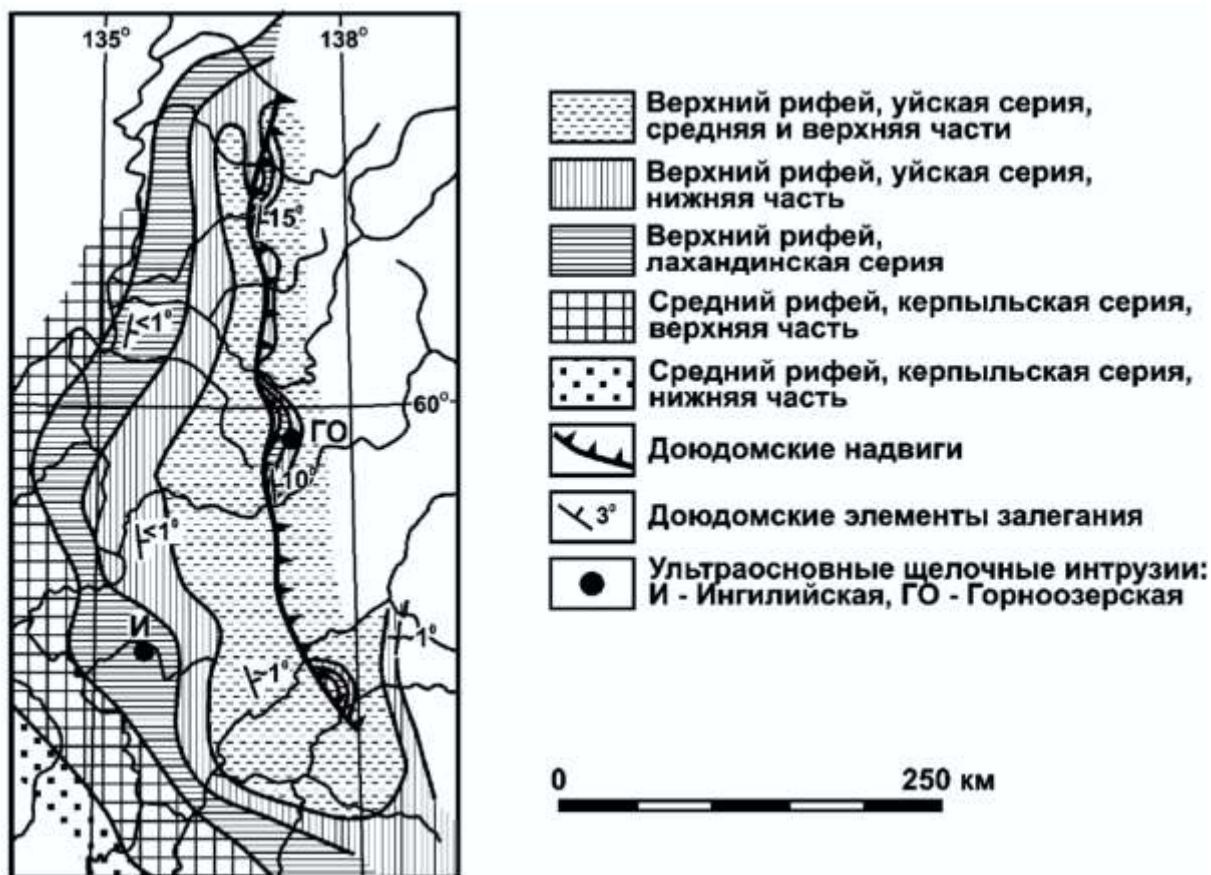 135°
138°
Верхний рифей, уйская серия,
средняя и верхняя части
Верхний рифей, уйская серия,
нижняя часть
15°
Верхний рифей,
лахандинская серия
<1°
Средний рифей, керпыльская серия,
верхняя часть
Средний рифей, керпыльская серия,
нижняя часть
60°
ГО
Доюдомские надвиги
10°
<1°
3°
Доюдомские элементы залегания
Ультраосновные щелочные интрузии:
И - Ингилийская, ГО - Горноозерская
И
1°
~1°
0
250 км